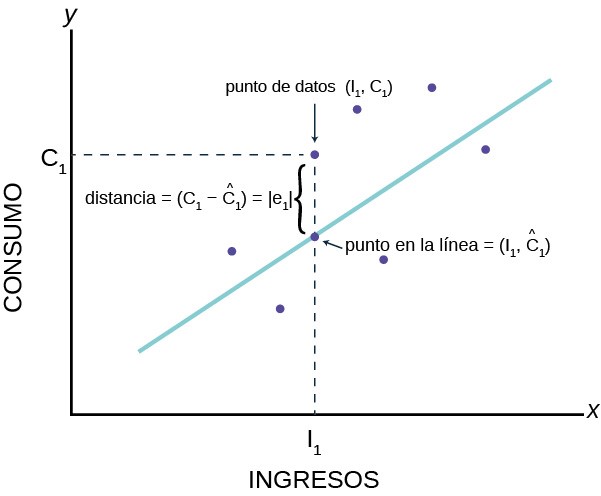 y
punto de datos (I₁, C₁)
C₁
distancia = (C₁ − Ĉ₁) = |e₁|
punto en la línea = (I₁, Ĉ₁)
CONSUMO
x
I₁
INGRESOS